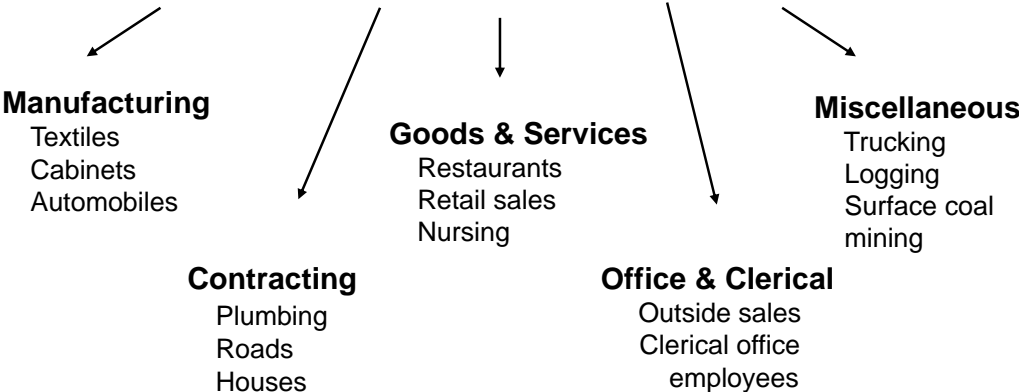 Manufacturing
Textiles
Cabinets
Automobiles
Contracting
Plumbing
Roads
Houses
Goods & Services
Restaurants
Retail sales
Nursing
Office & Clerical
Outside sales
Clerical office
employees
Miscellaneous
Trucking
Logging
Surface coal
mining